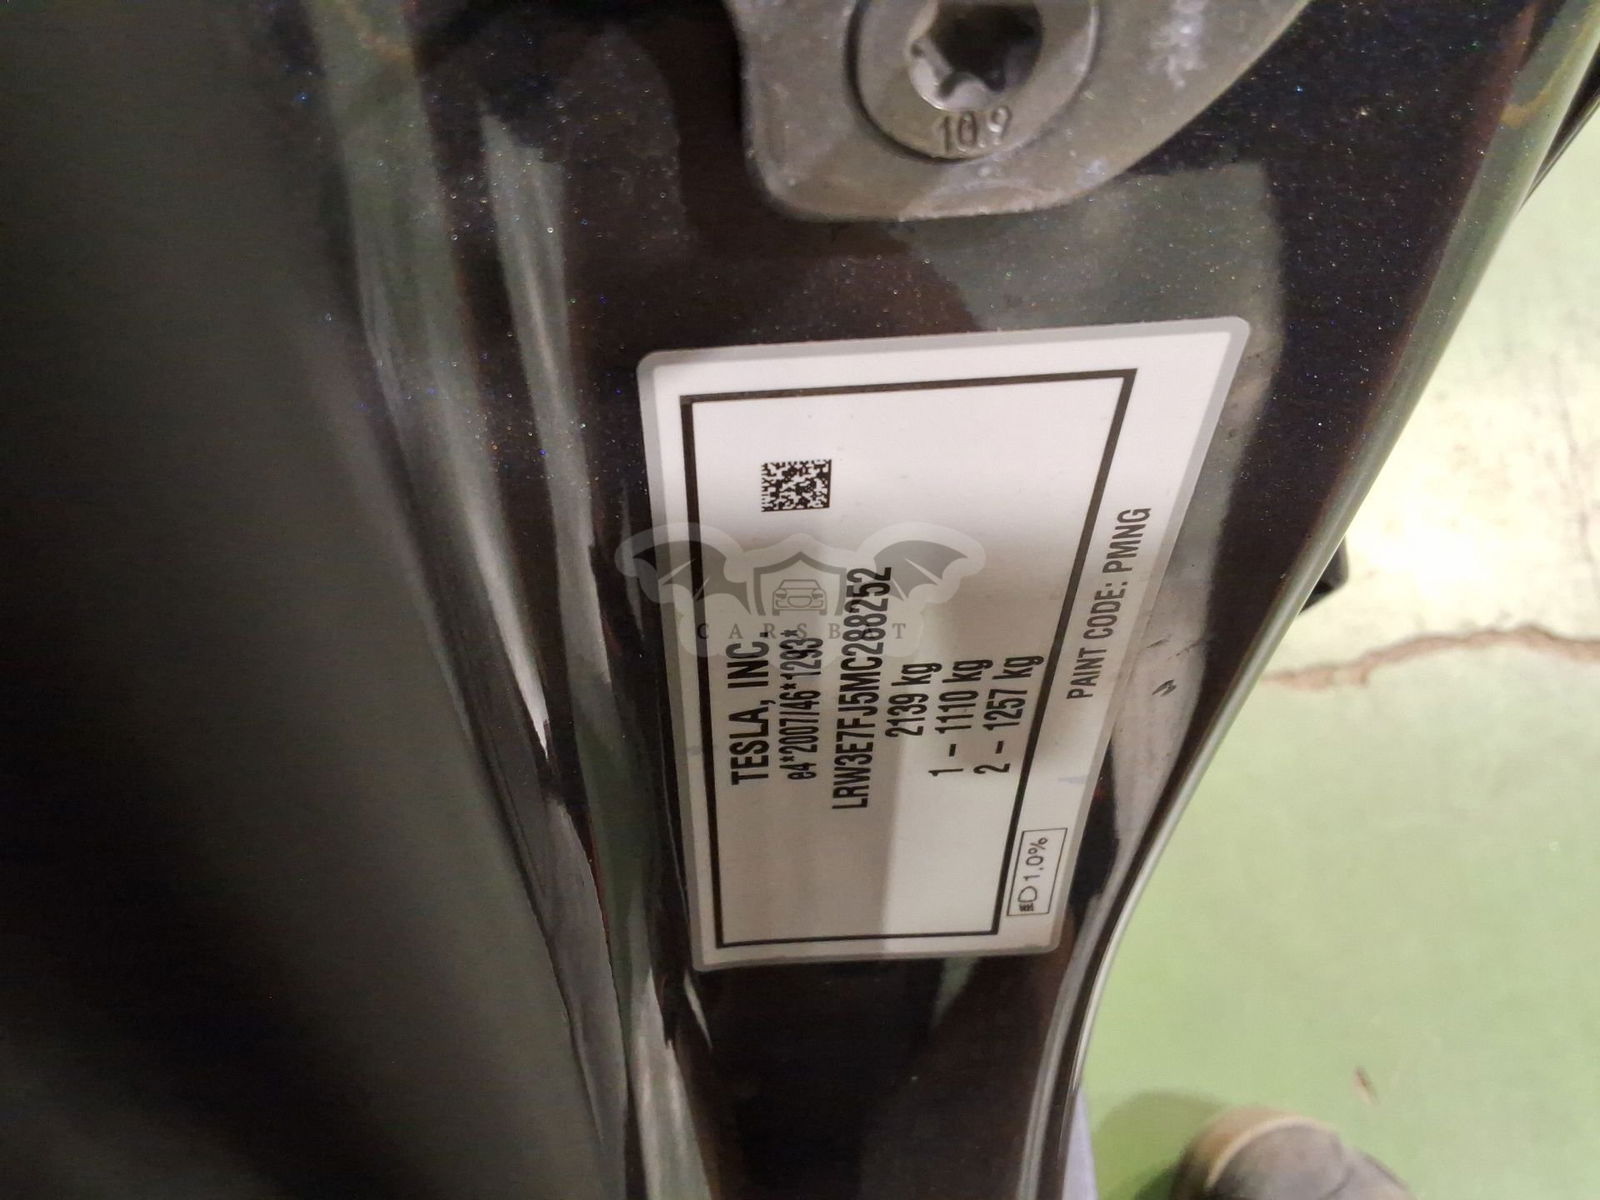 10.9
TESLA, INC.
e4*2007/46*1293*
LRW3E7FJ5MC288252
2139 kg
1 - 1110 kg
2 - 1257 kg
PAINT CODE: PMNG
1.0%
CARSBAT